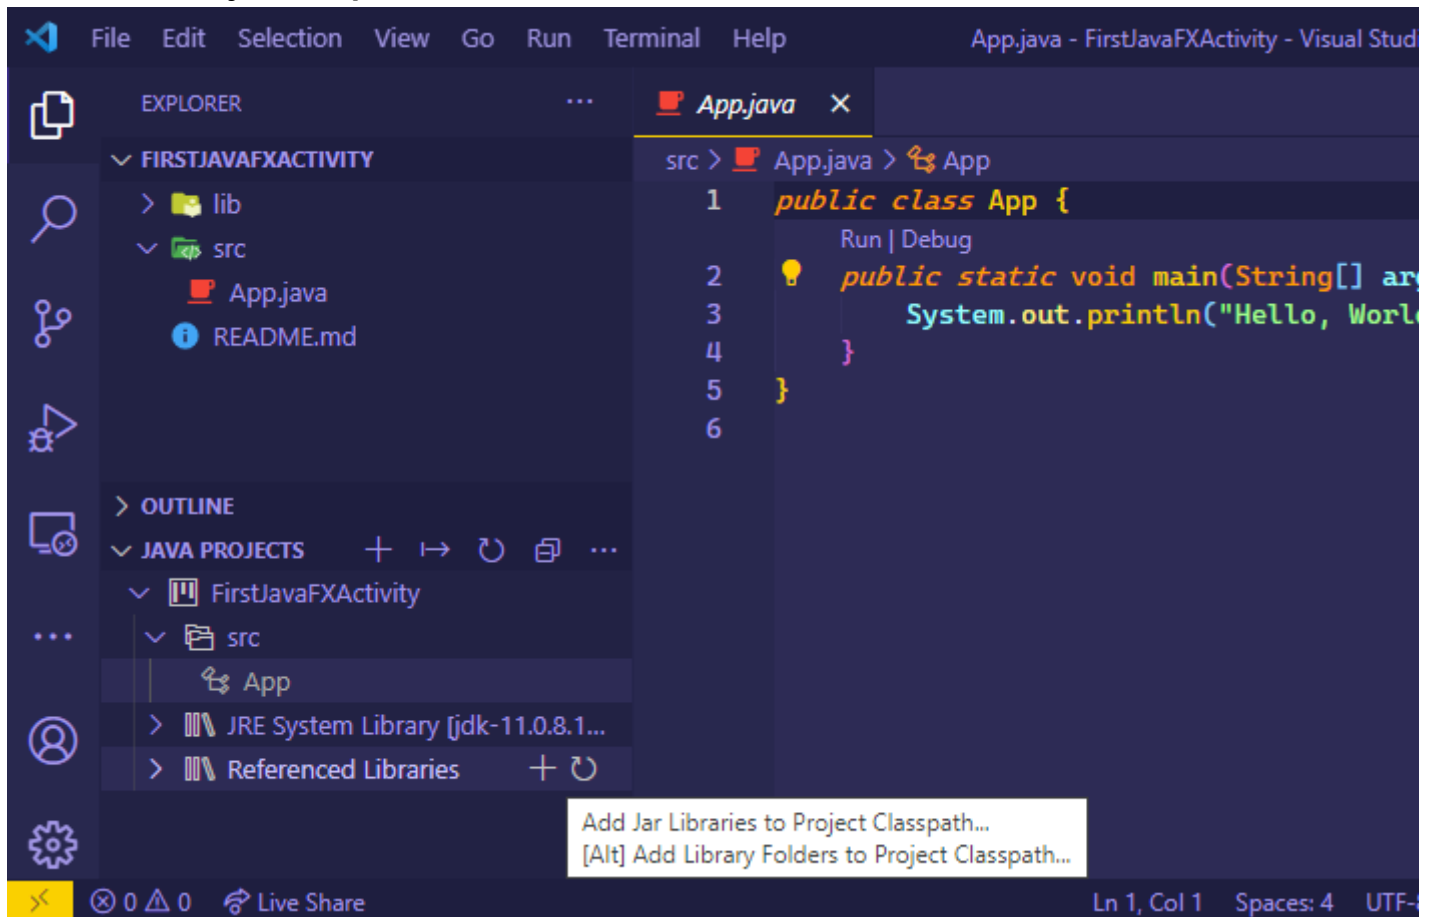 File Edit Selection View Go Run Terminal Help App.java - FirstJavaFXActivity - Visual
EXPLORER
FIRSTJAVAFXACTIVITY
lib
src
App.java
README.md
OUTLINE
JAVA PROJECTS
FirstJavaFXActivity
src
App
JRE System Library [jdk-11.0.8.1...
Referenced Libraries
App.java
src > App.java > App
1 public class App {
Run | Debug
2 public static void main(String[]
3 System.out.println("Hello,
4 }
5 }
6
Add Jar Libraries to Project Classpath...
[Alt] Add Library Folders to Project Classpath...
0 0 Live Share Ln 1, Col 1 Spaces: 4 UTF-